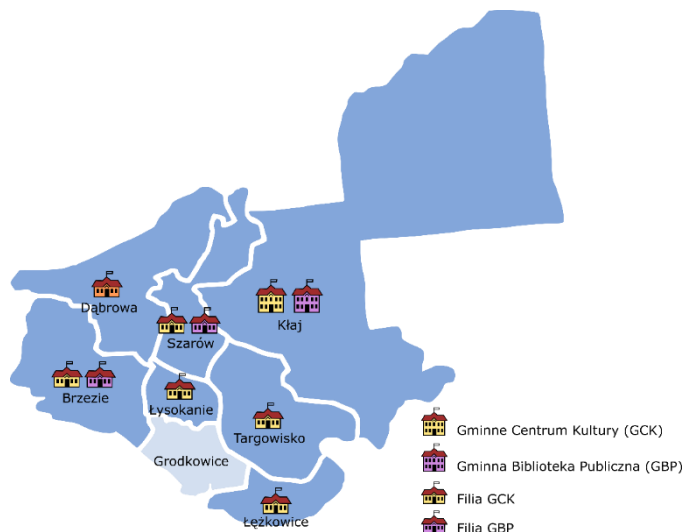 Dąbrowa
Szarów
Kłaj
Brzezie
Łysokanie
Targowisko
Grodkowice
Łężkowice
Gminne Centrum Kultury (GCK)
Gminna Biblioteka Publiczna (GBP)
Filia GCK
Filia GBP